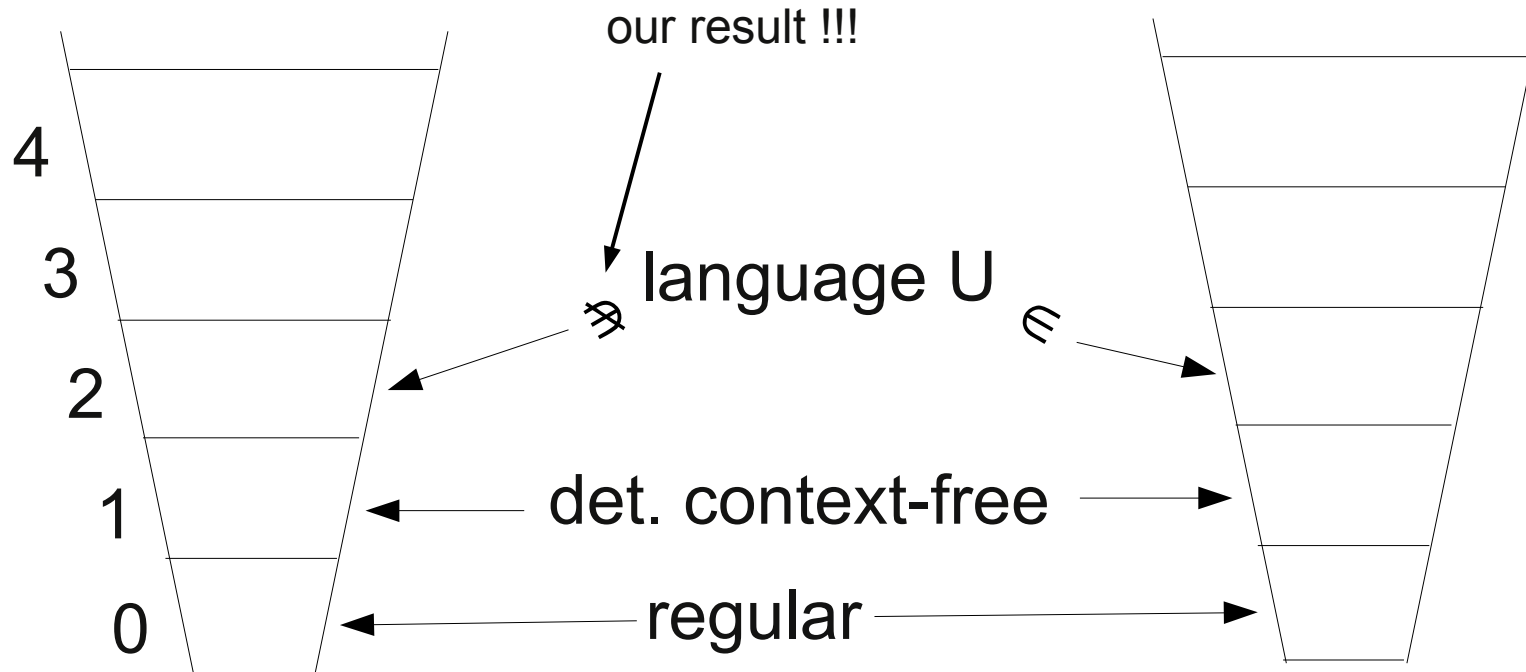 our result !!!
4
3
∌ language U ∈
2
1 det. context-free
0 regular